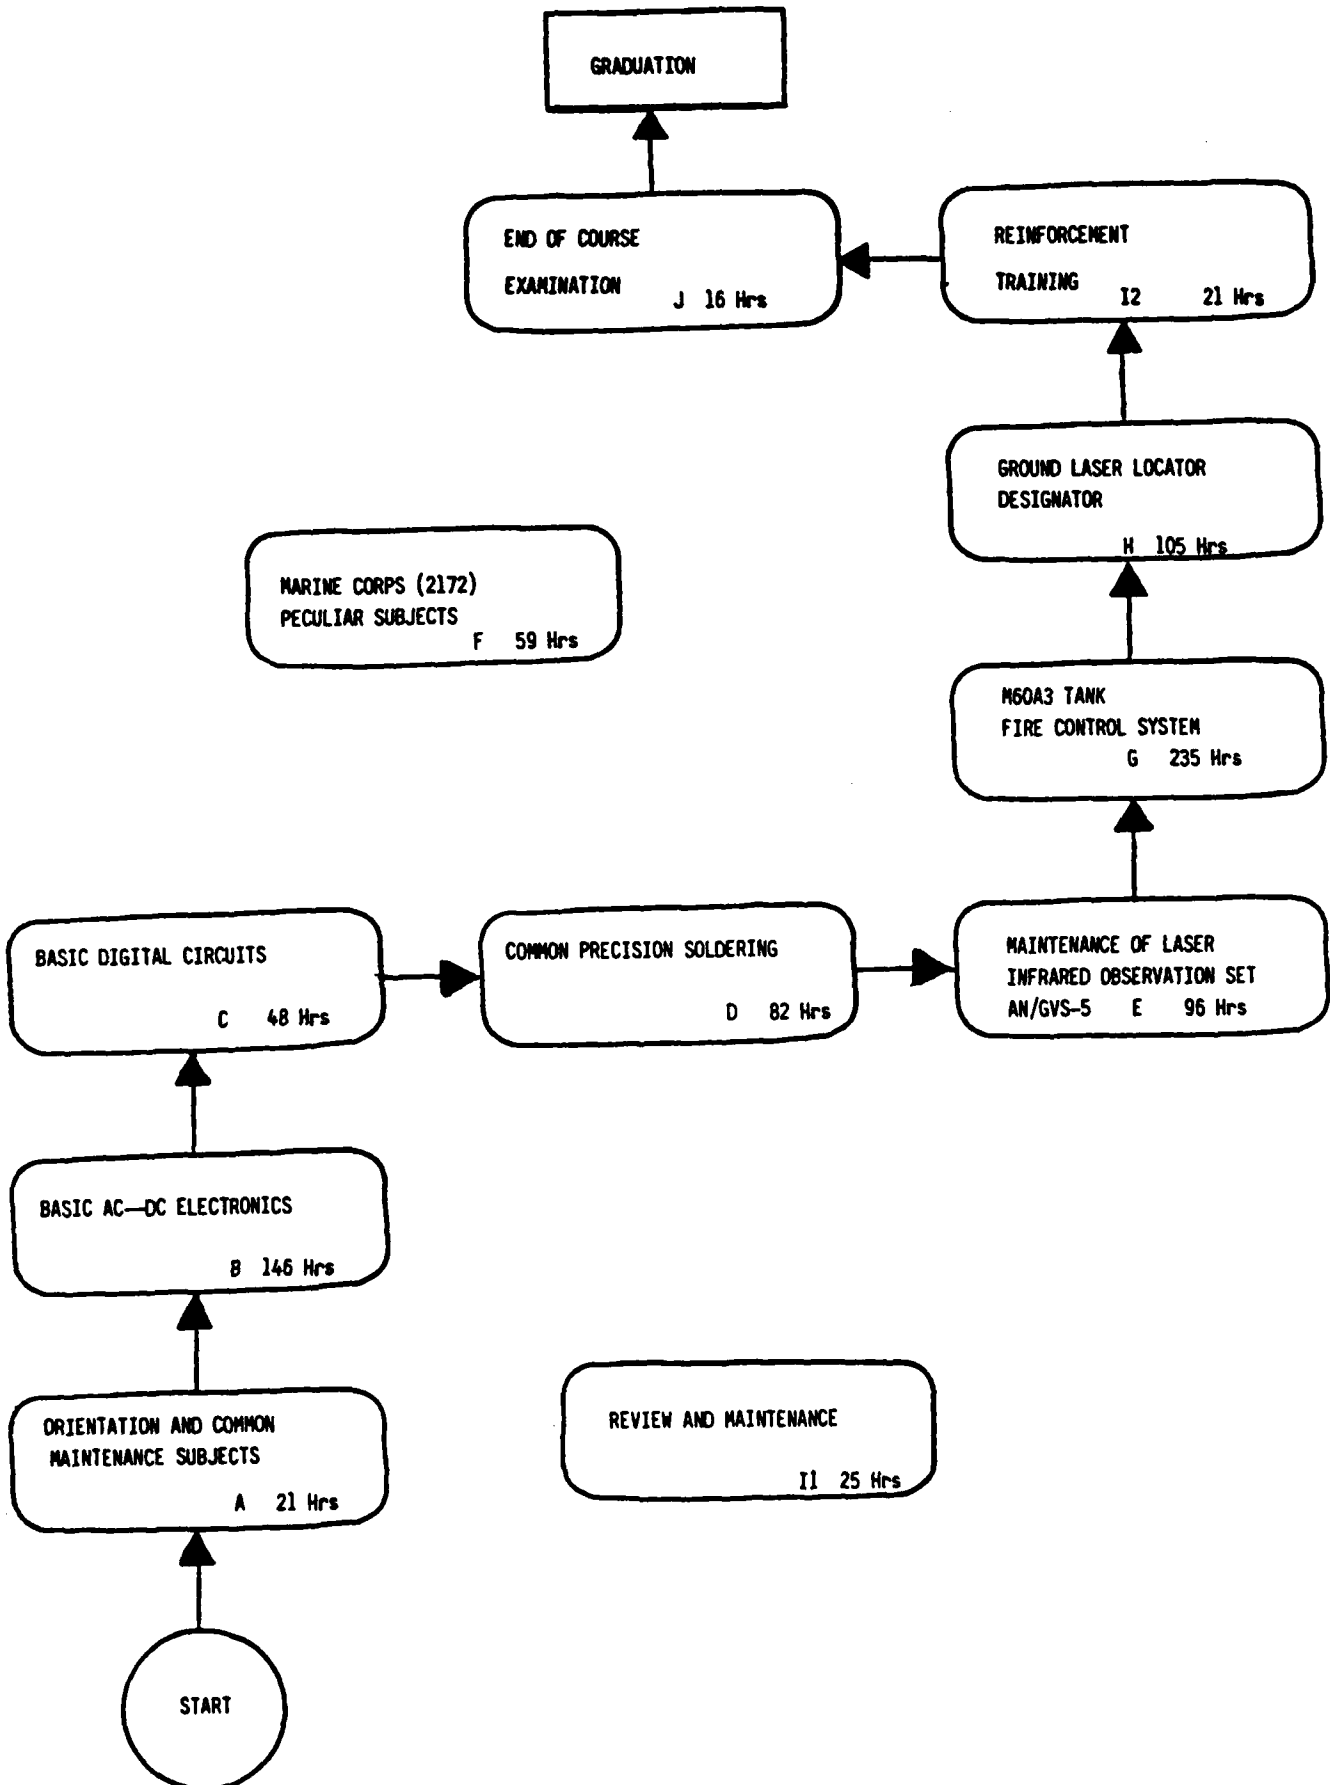 GRADUATION
END OF COURSE
EXAMINATION
J 16 Hrs
REINFORCEMENT
TRAINING
I2 21 Hrs
GROUND LASER LOCATOR
DESIGNATOR
H 105 Hrs
MARINE CORPS (2172)
PECULIAR SUBJECTS
F 59 Hrs
M60A3 TANK
FIRE CONTROL SYSTEM
G 235 Hrs
BASIC DIGITAL CIRCUITS
C 48 Hrs
COMMON PRECISION SOLDERING
D 82 Hrs
MAINTENANCE OF LASER
INFRARED OBSERVATION SET
AN/GVS-5 E 96 Hrs
BASIC AC—DC ELECTRONICS
B 146 Hrs
ORIENTATION AND COMMON
MAINTENANCE SUBJECTS
A 21 Hrs
REVIEW AND MAINTENANCE
I1 25 Hrs
START